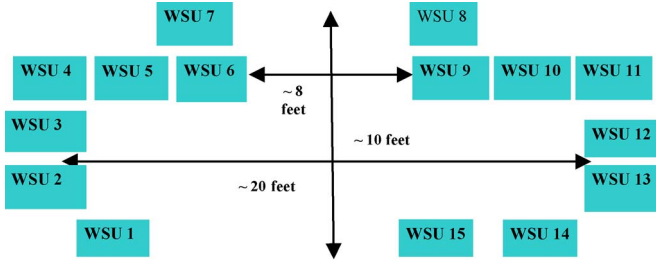 WSU 7
WSU 8
WSU 4
WSU 5
WSU 6
WSU 9
WSU 10
WSU 11
~ 8
feet
WSU 3
WSU 12
~ 10 feet
WSU 2
WSU 13
~ 20 feet
WSU 1
WSU 15
WSU 14